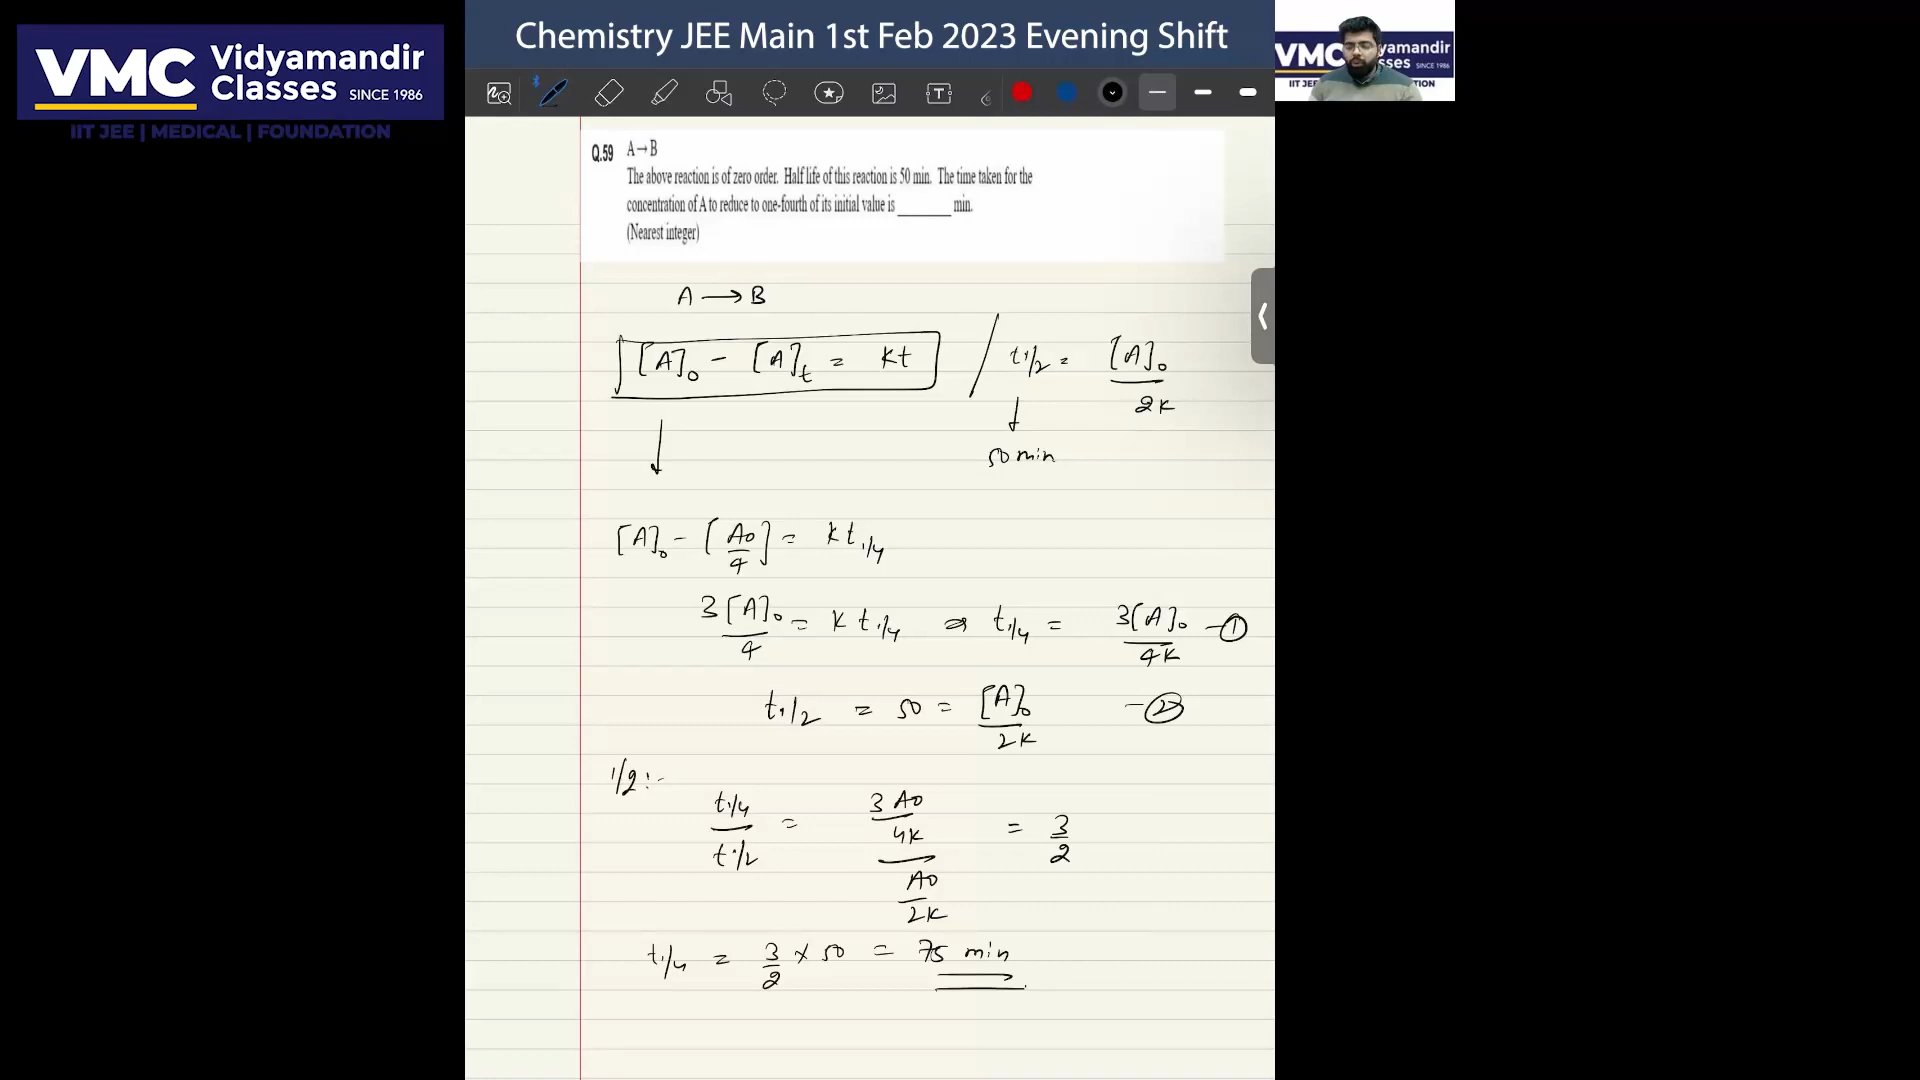 VMC Vidyamandir Classes SINCE 1986
IIT JEE | MEDICAL | FOUNDATION
Chemistry JEE Main 1st Feb 2023 Evening Shift
Q.59 A→B
The above reaction is of zero order. Half life of this reaction is 50 min. The time taken for the
concentration of A to reduce to one-fourth of its initial value is ________ min.
(Nearest integer)
A ⟶ B
[A]₀ - [A]t = kt / t1/2 = [A]₀/2K
↓ ↓
50 min
[A]₀ - [A0/4] = kt1/4
3[A]₀/4 = K t1/4 ⇒ t1/4 = 3[A]₀/4K -①
t1/2 = 50 = [A]₀/2K -②
1/2:-
t1/4 / t1/2 = (3A0/4K) / (A0/2K) = 3/2
t1/4 = 3/2 × 50 = 75 min